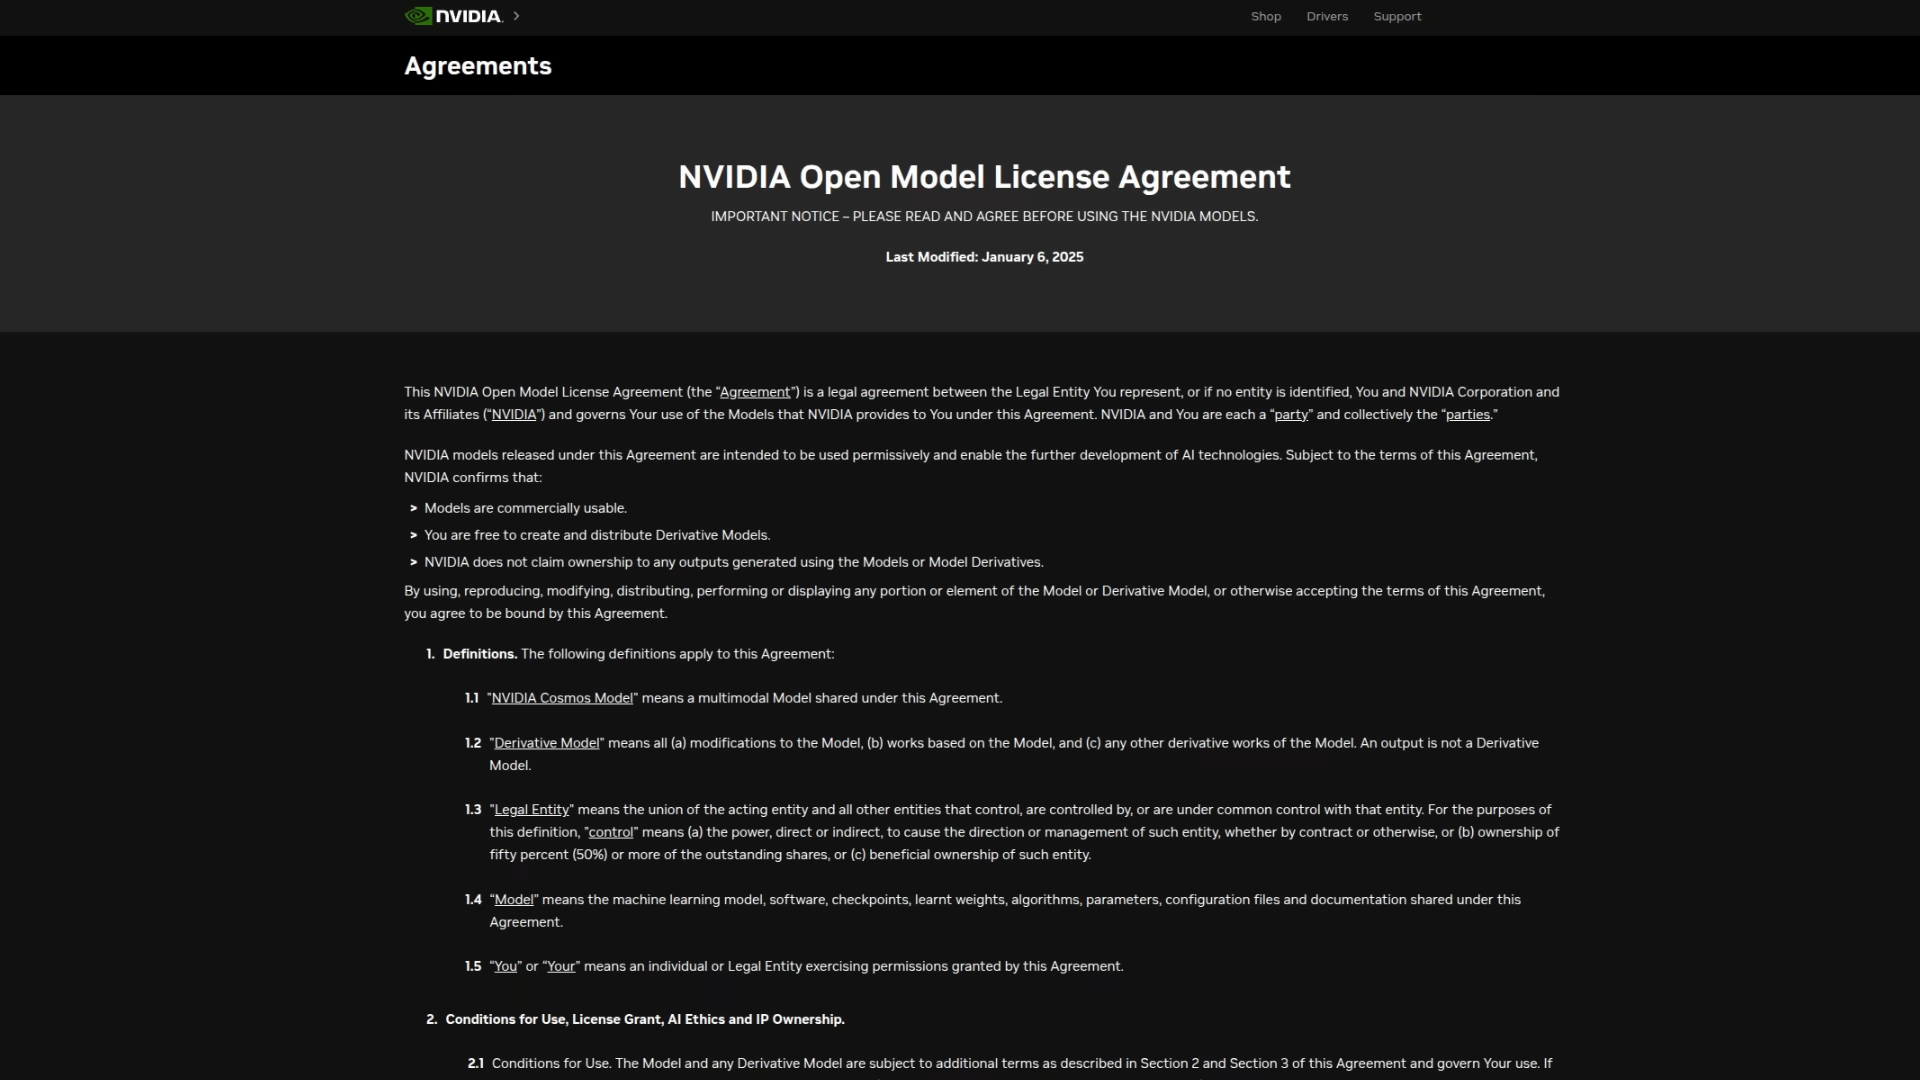 NVIDIA
Shop Drivers Support
Agreements
NVIDIA Open Model License Agreement
IMPORTANT NOTICE – PLEASE READ AND AGREE BEFORE USING THE NVIDIA MODELS.
Last Modified: January 6, 2025
This NVIDIA Open Model License Agreement (the “Agreement”) is a legal agreement between the Legal Entity You represent, or if no entity is identified, You and NVIDIA Corporation and
its Affiliates (“NVIDIA”) and governs Your use of the Models that NVIDIA provides to You under this Agreement. NVIDIA and You are each a “party” and collectively the “parties.”
NVIDIA models released under this Agreement are intended to be used permissively and enable the further development of AI technologies. Subject to the terms of this Agreement,
NVIDIA confirms that:
> Models are commercially usable.
> You are free to create and distribute Derivative Models.
> NVIDIA does not claim ownership to any outputs generated using the Models or Model Derivatives.
By using, reproducing, modifying, distributing, performing or displaying any portion or element of the Model or Derivative Model, or otherwise accepting the terms of this Agreement,
you agree to be bound by this Agreement.
1. Definitions. The following definitions apply to this Agreement:
1.1 "NVIDIA Cosmos Model” means a multimodal Model shared under this Agreement.
1.2 "Derivative Model” means all (a) modifications to the Model, (b) works based on the Model, and (c) any other derivative works of the Model. An output is not a Derivative
Model.
1.3 "Legal Entity” means the union of the acting entity and all other entities that control, are controlled by, or are under common control with that entity. For the purposes of
this definition, "control” means (a) the power, direct or indirect, to cause the direction or management of such entity, whether by contract or otherwise, or (b) ownership of
fifty percent (50%) or more of the outstanding shares, or (c) beneficial ownership of such entity.
1.4 “Model” means the machine learning model, software, checkpoints, learnt weights, algorithms, parameters, configuration files and documentation shared under this
Agreement.
1.5 “You” or “Your” means an individual or Legal Entity exercising permissions granted by this Agreement.
2. Conditions for Use, License Grant, AI Ethics and IP Ownership.
2.1 Conditions for Use. The Model and any Derivative Model are subject to additional terms as described in Section 2 and Section 3 of this Agreement and govern Your use. If